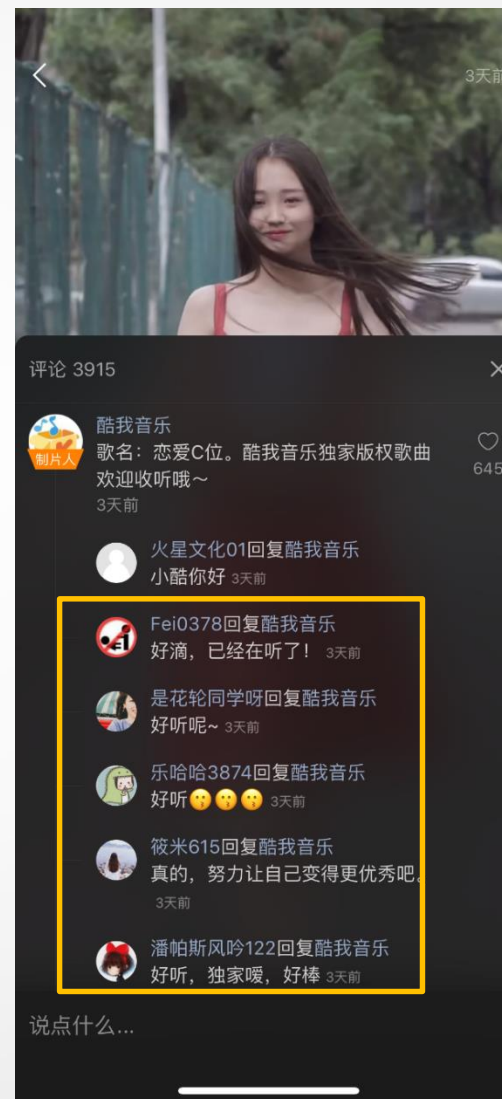 3天前
评论 3915
酷我音乐
制片人
歌名：恋爱C位。酷我音乐独家版权歌曲
欢迎收听哦～
645
3天前
火星文化01回复酷我音乐
小酷你好 3天前
Fei0378回复酷我音乐
好滴，已经在听了！ 3天前
是花轮同学呀回复酷我音乐
好听呢~ 3天前
乐哈哈3874回复酷我音乐
好听😗😗😗 3天前
筱米615回复酷我音乐
真的，努力让自己变得更优秀吧。
3天前
潘帕斯风吟122回复酷我音乐
好听，独家嗳，好棒 3天前
说点什么...